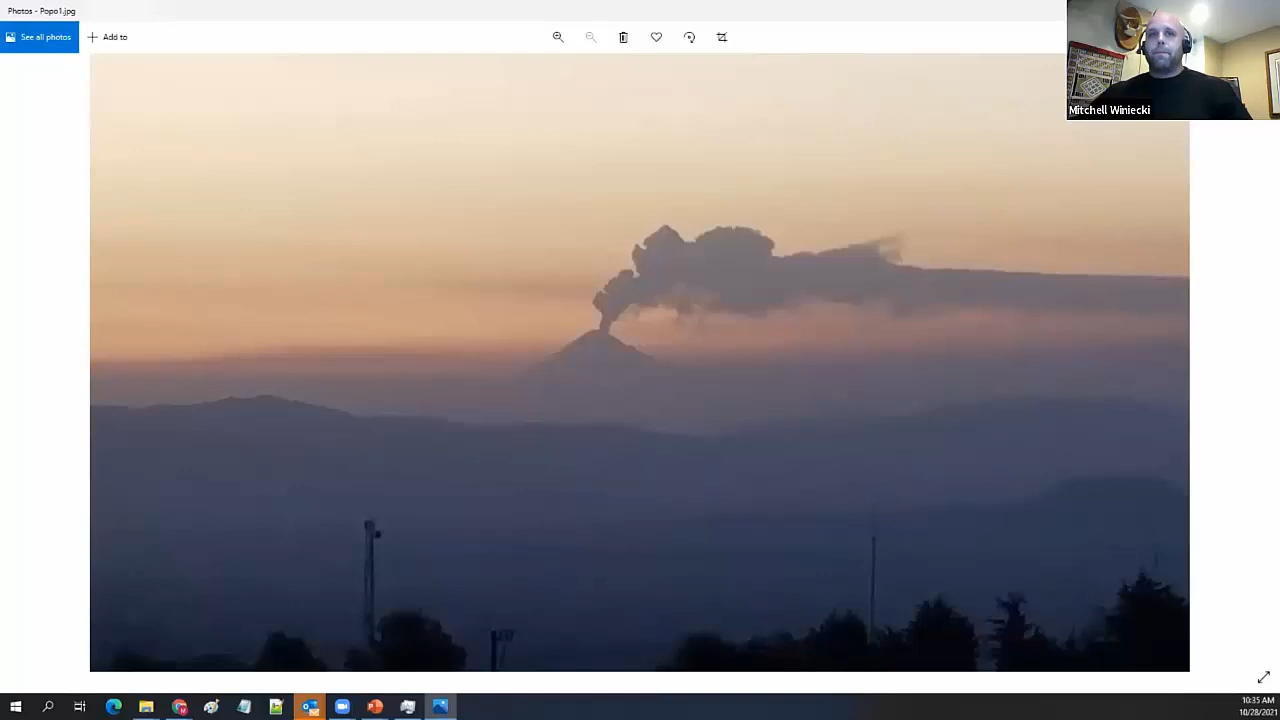 Photos - Popo1.jpg
See all photos
Add to
Mitchell Winiecki
10:35 AM
10/28/2021